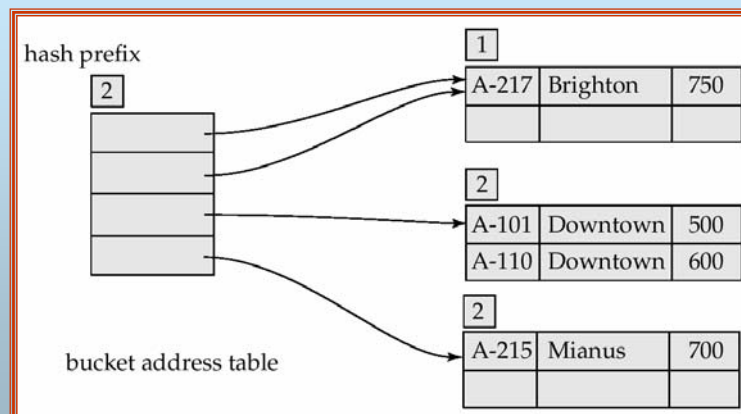 hash prefix
2
1
A-217 Brighton 750
2
A-101 Downtown 500
A-110 Downtown 600
2
A-215 Mianus 700
bucket address table